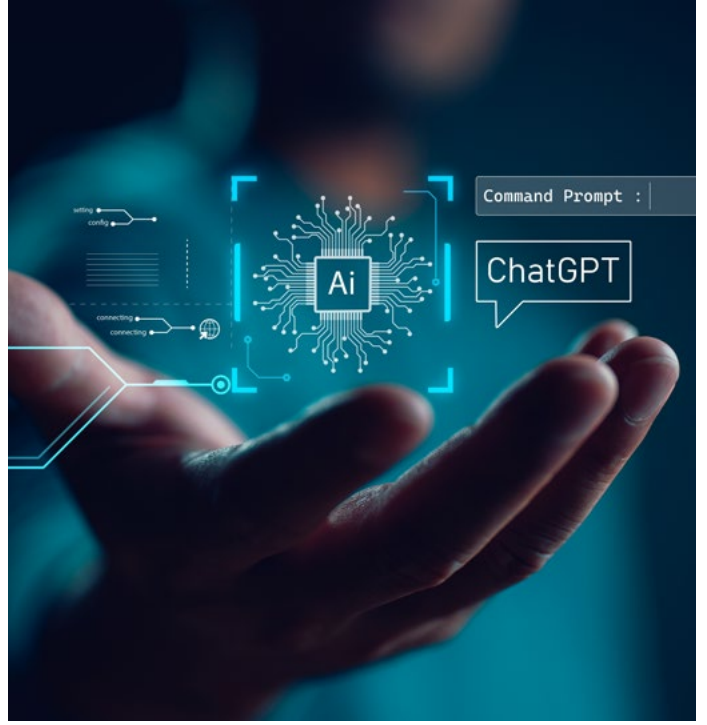 Command Prompt :
setting
config
Ai
ChatGPT
connecting
connecting